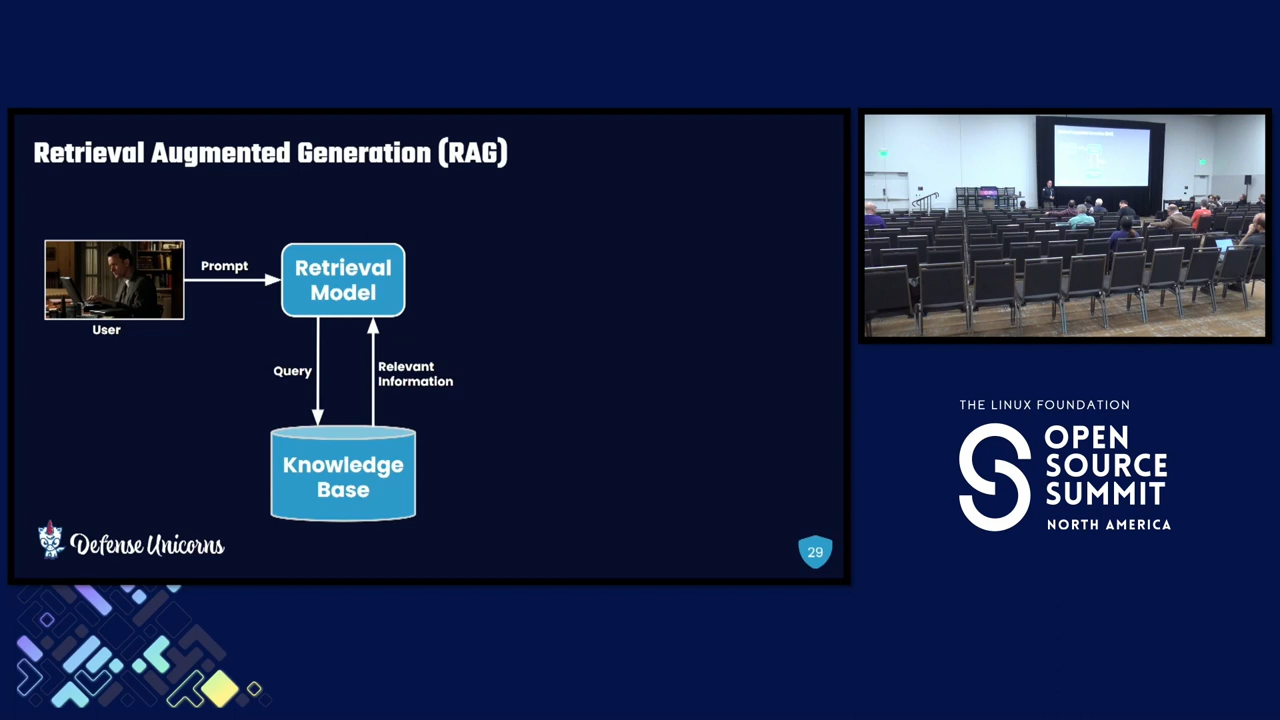 Retrieval Augmented Generation (RAG)
Prompt
Retrieval
Model
User
Query
Relevant
Information
Knowledge
Base
Defense Unicorns
29
THE LINUX FOUNDATION
OPEN
SOURCE
SUMMIT
NORTH AMERICA